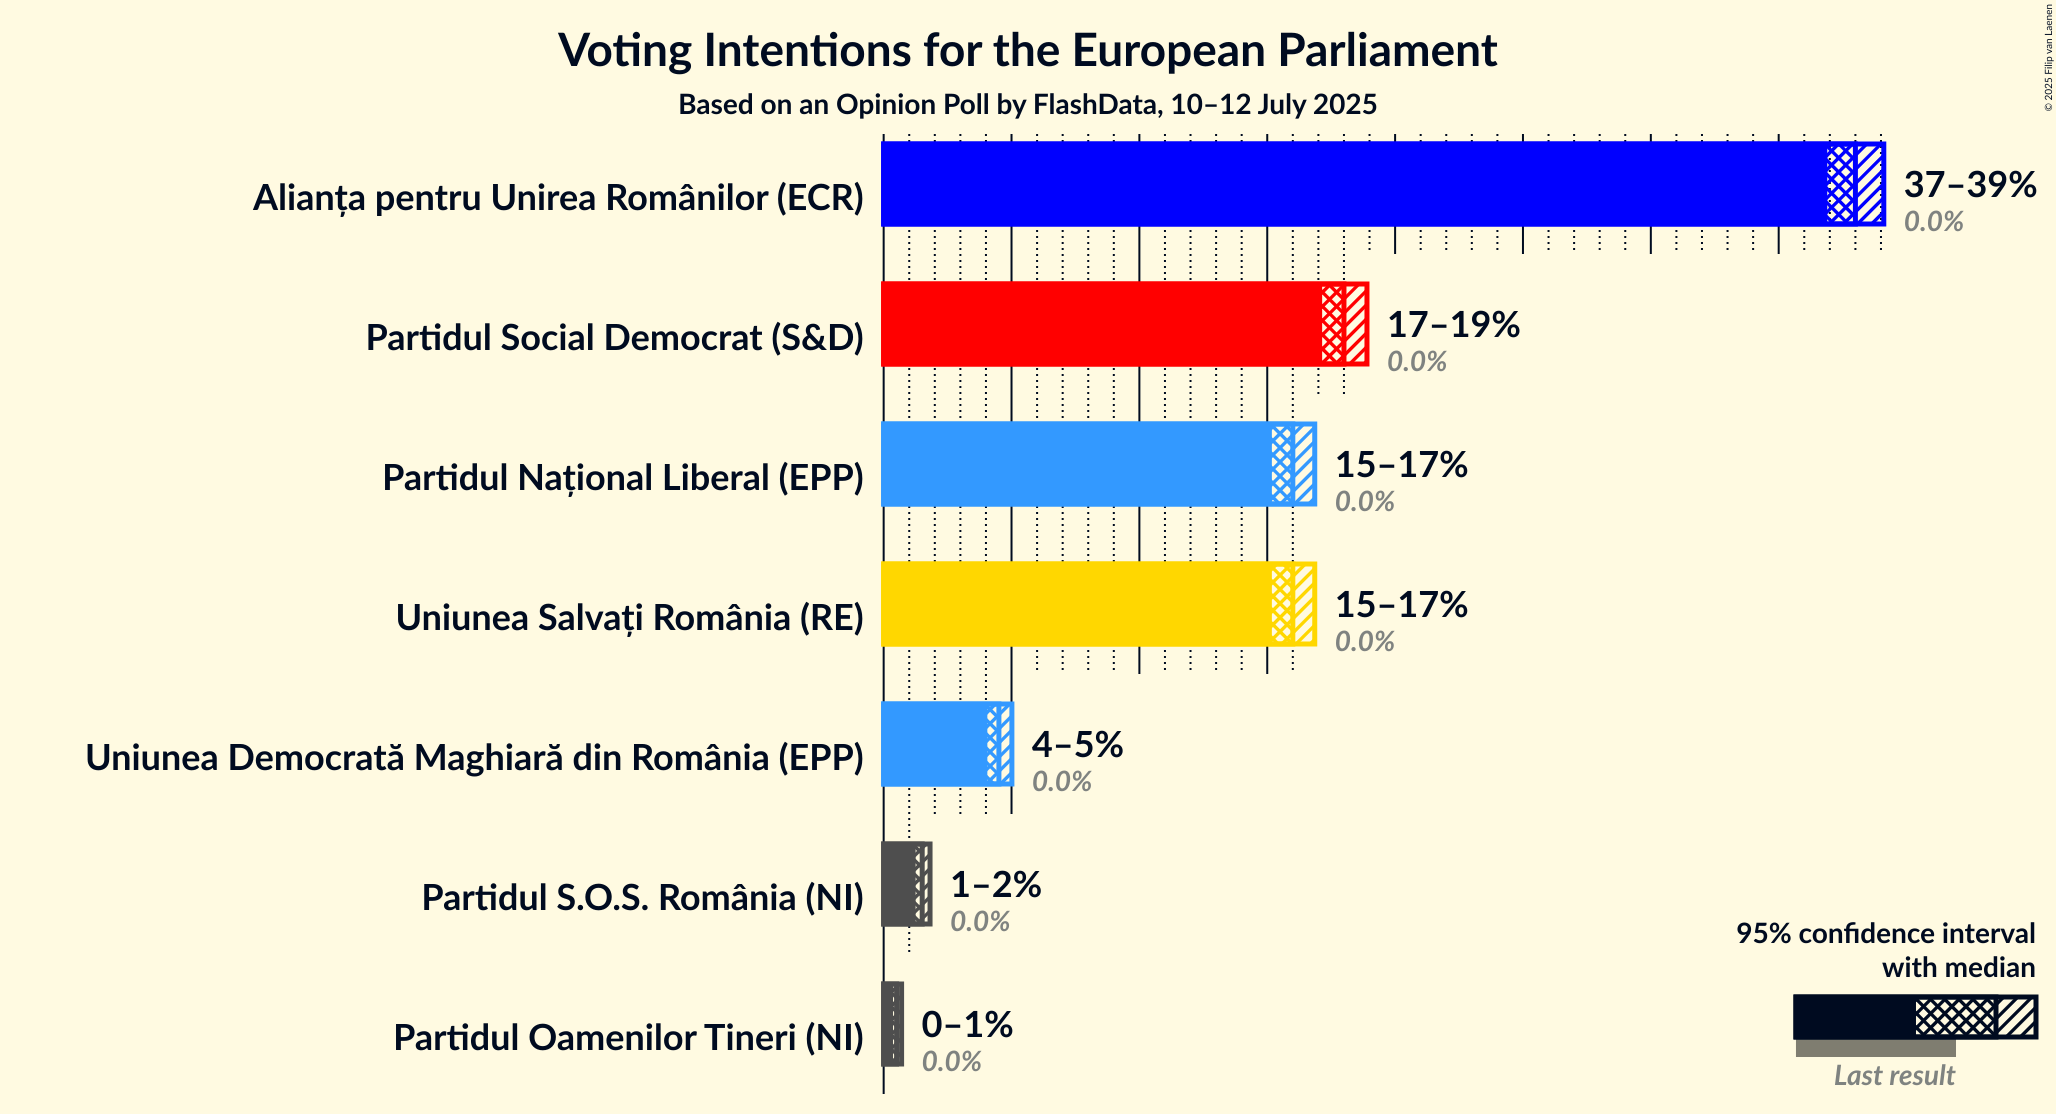 Voting Intentions for the European Parliament
Based on an Opinion Poll by FlashData, 10–12 July 2025
© 2025 Filip van Laenen
Alianța pentru Unirea Românilor (ECR)
37–39%
0.0%
Partidul Social Democrat (S&D)
17–19%
0.0%
Partidul Național Liberal (EPP)
15–17%
0.0%
Uniunea Salvați România (RE)
15–17%
0.0%
Uniunea Democrată Maghiară din România (EPP)
4–5%
0.0%
Partidul S.O.S. România (NI)
1–2%
0.0%
Partidul Oamenilor Tineri (NI)
0–1%
0.0%
95% confidence interval
with median
Last result